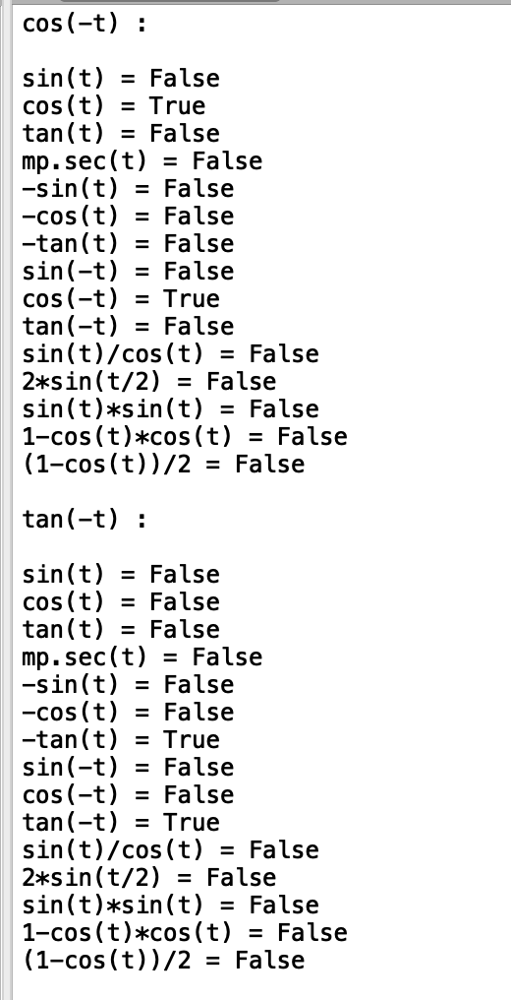 cos(-t) :
sin(t) = False
cos(t) = True
tan(t) = False
mp.sec(t) = False
-sin(t) = False
-cos(t) = False
-tan(t) = False
sin(-t) = False
cos(-t) = True
tan(-t) = False
sin(t)/cos(t) = False
2*sin(t/2) = False
sin(t)*sin(t) = False
1-cos(t)*cos(t) = False
(1-cos(t))/2 = False
tan(-t) :
sin(t) = False
cos(t) = False
tan(t) = False
mp.sec(t) = False
-sin(t) = False
-cos(t) = False
-tan(t) = True
sin(-t) = False
cos(-t) = False
tan(-t) = True
sin(t)/cos(t) = False
2*sin(t/2) = False
sin(t)*sin(t) = False
1-cos(t)*cos(t) = False
(1-cos(t))/2 = False